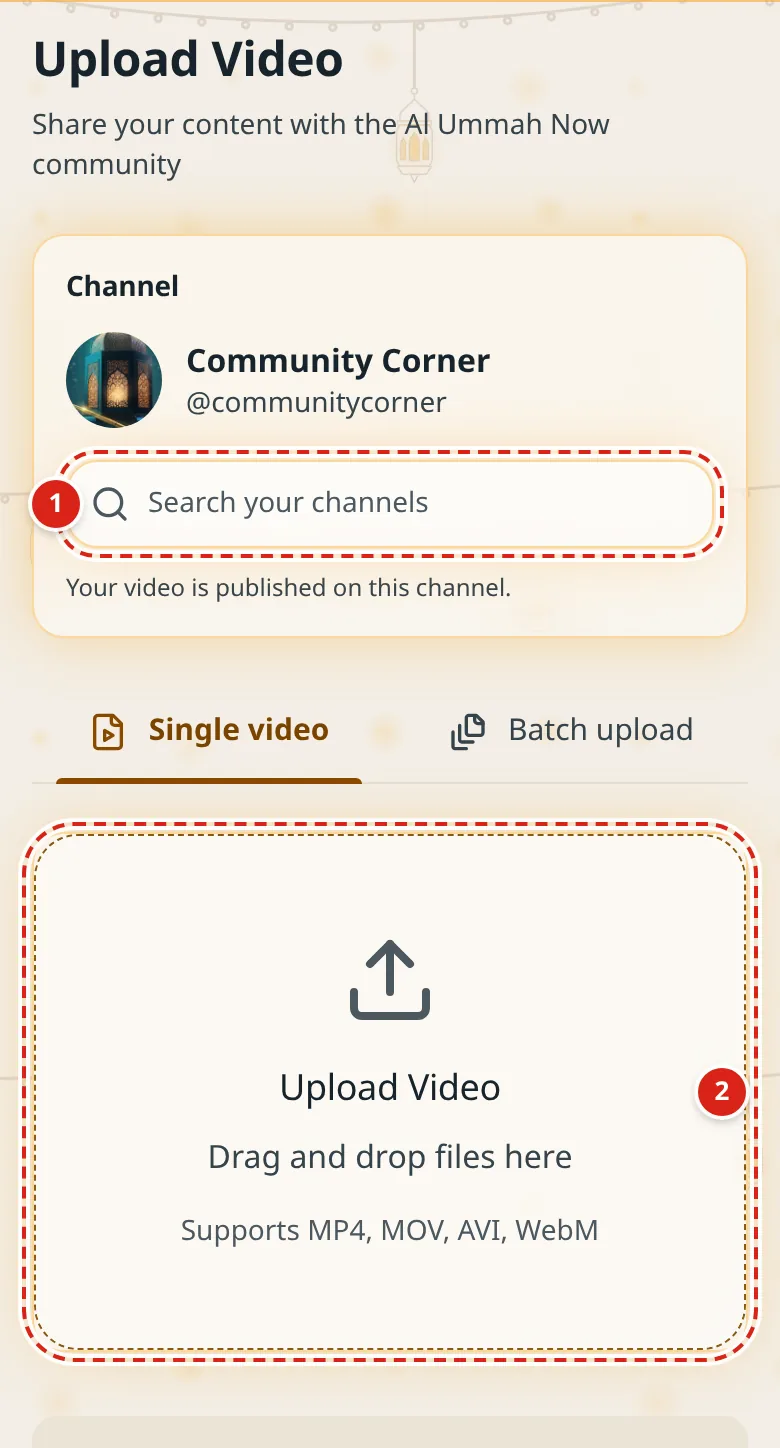 Upload Video
Share your content with the Al Ummah Now
community
Channel
Community Corner
@communitycorner
1
Search your channels
Your video is published on this channel.
Single video
Batch upload
Upload Video
2
Drag and drop files here
Supports MP4, MOV, AVI, WebM